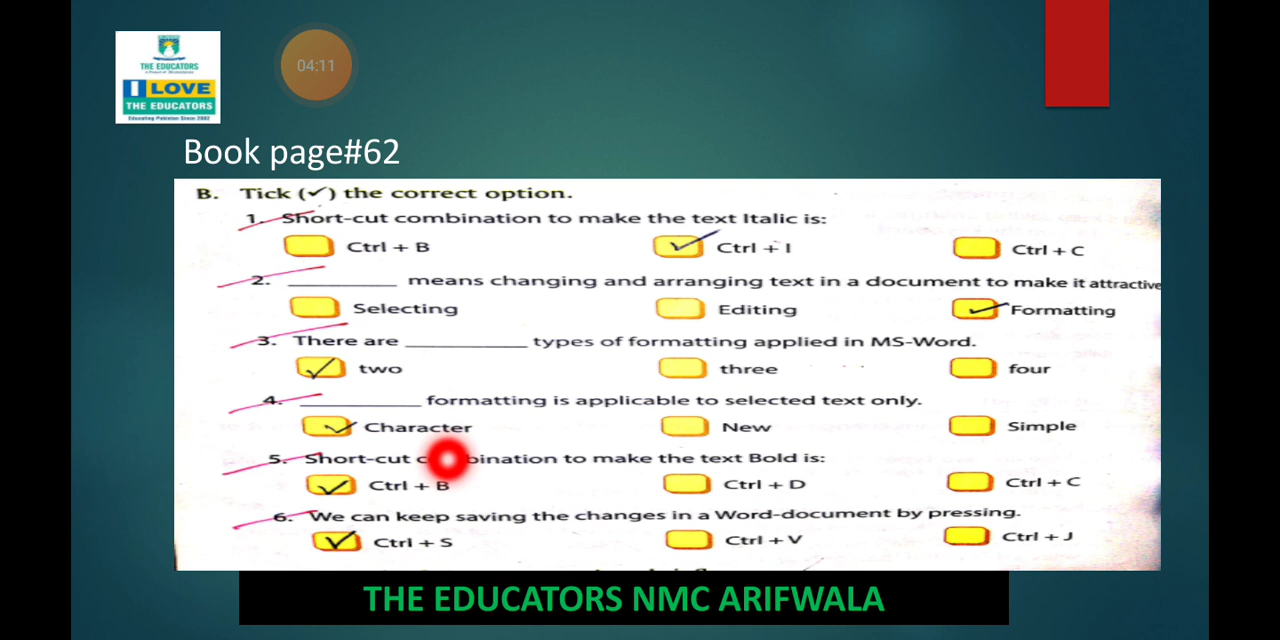 THE EDUCATORS
I LOVE
THE EDUCATORS
Educating Pakistan Since 2002
04:11
Book page#62
B. Tick (✓) the correct option.
1. Short-cut combination to make the text Italic is:
Ctrl + B ✓ Ctrl + I Ctrl + C
2. __________ means changing and arranging text in a document to make it attractive
Selecting Editing ✓ Formatting
3. There are __________ types of formatting applied in MS-Word.
✓ two three four
4. __________ formatting is applicable to selected text only.
✓ Character New Simple
5. Short-cut c bination to make the text Bold is:
✓ Ctrl + B Ctrl + D Ctrl + C
6. We can keep saving the changes in a Word-document by pressing.
✓ Ctrl + S Ctrl + V Ctrl + J
THE EDUCATORS NMC ARIFWALA